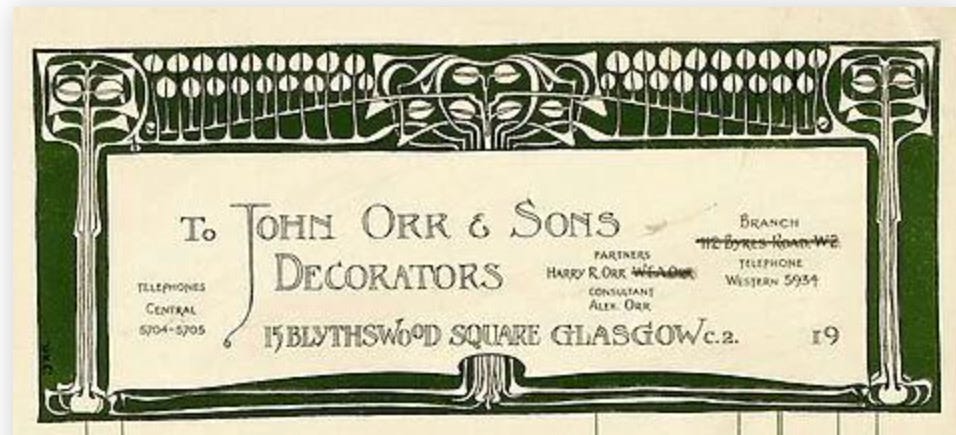 To John Orr & Sons
Decorators
15 Blythswood Square Glasgow c.2.
19
Telephones
Central
5704-5705
Partners
Harry R. Orr W.F.A. Orr
Consultant
Alex. Orr
Branch
112 Byres Road. W.2.
Telephone
Western 5934